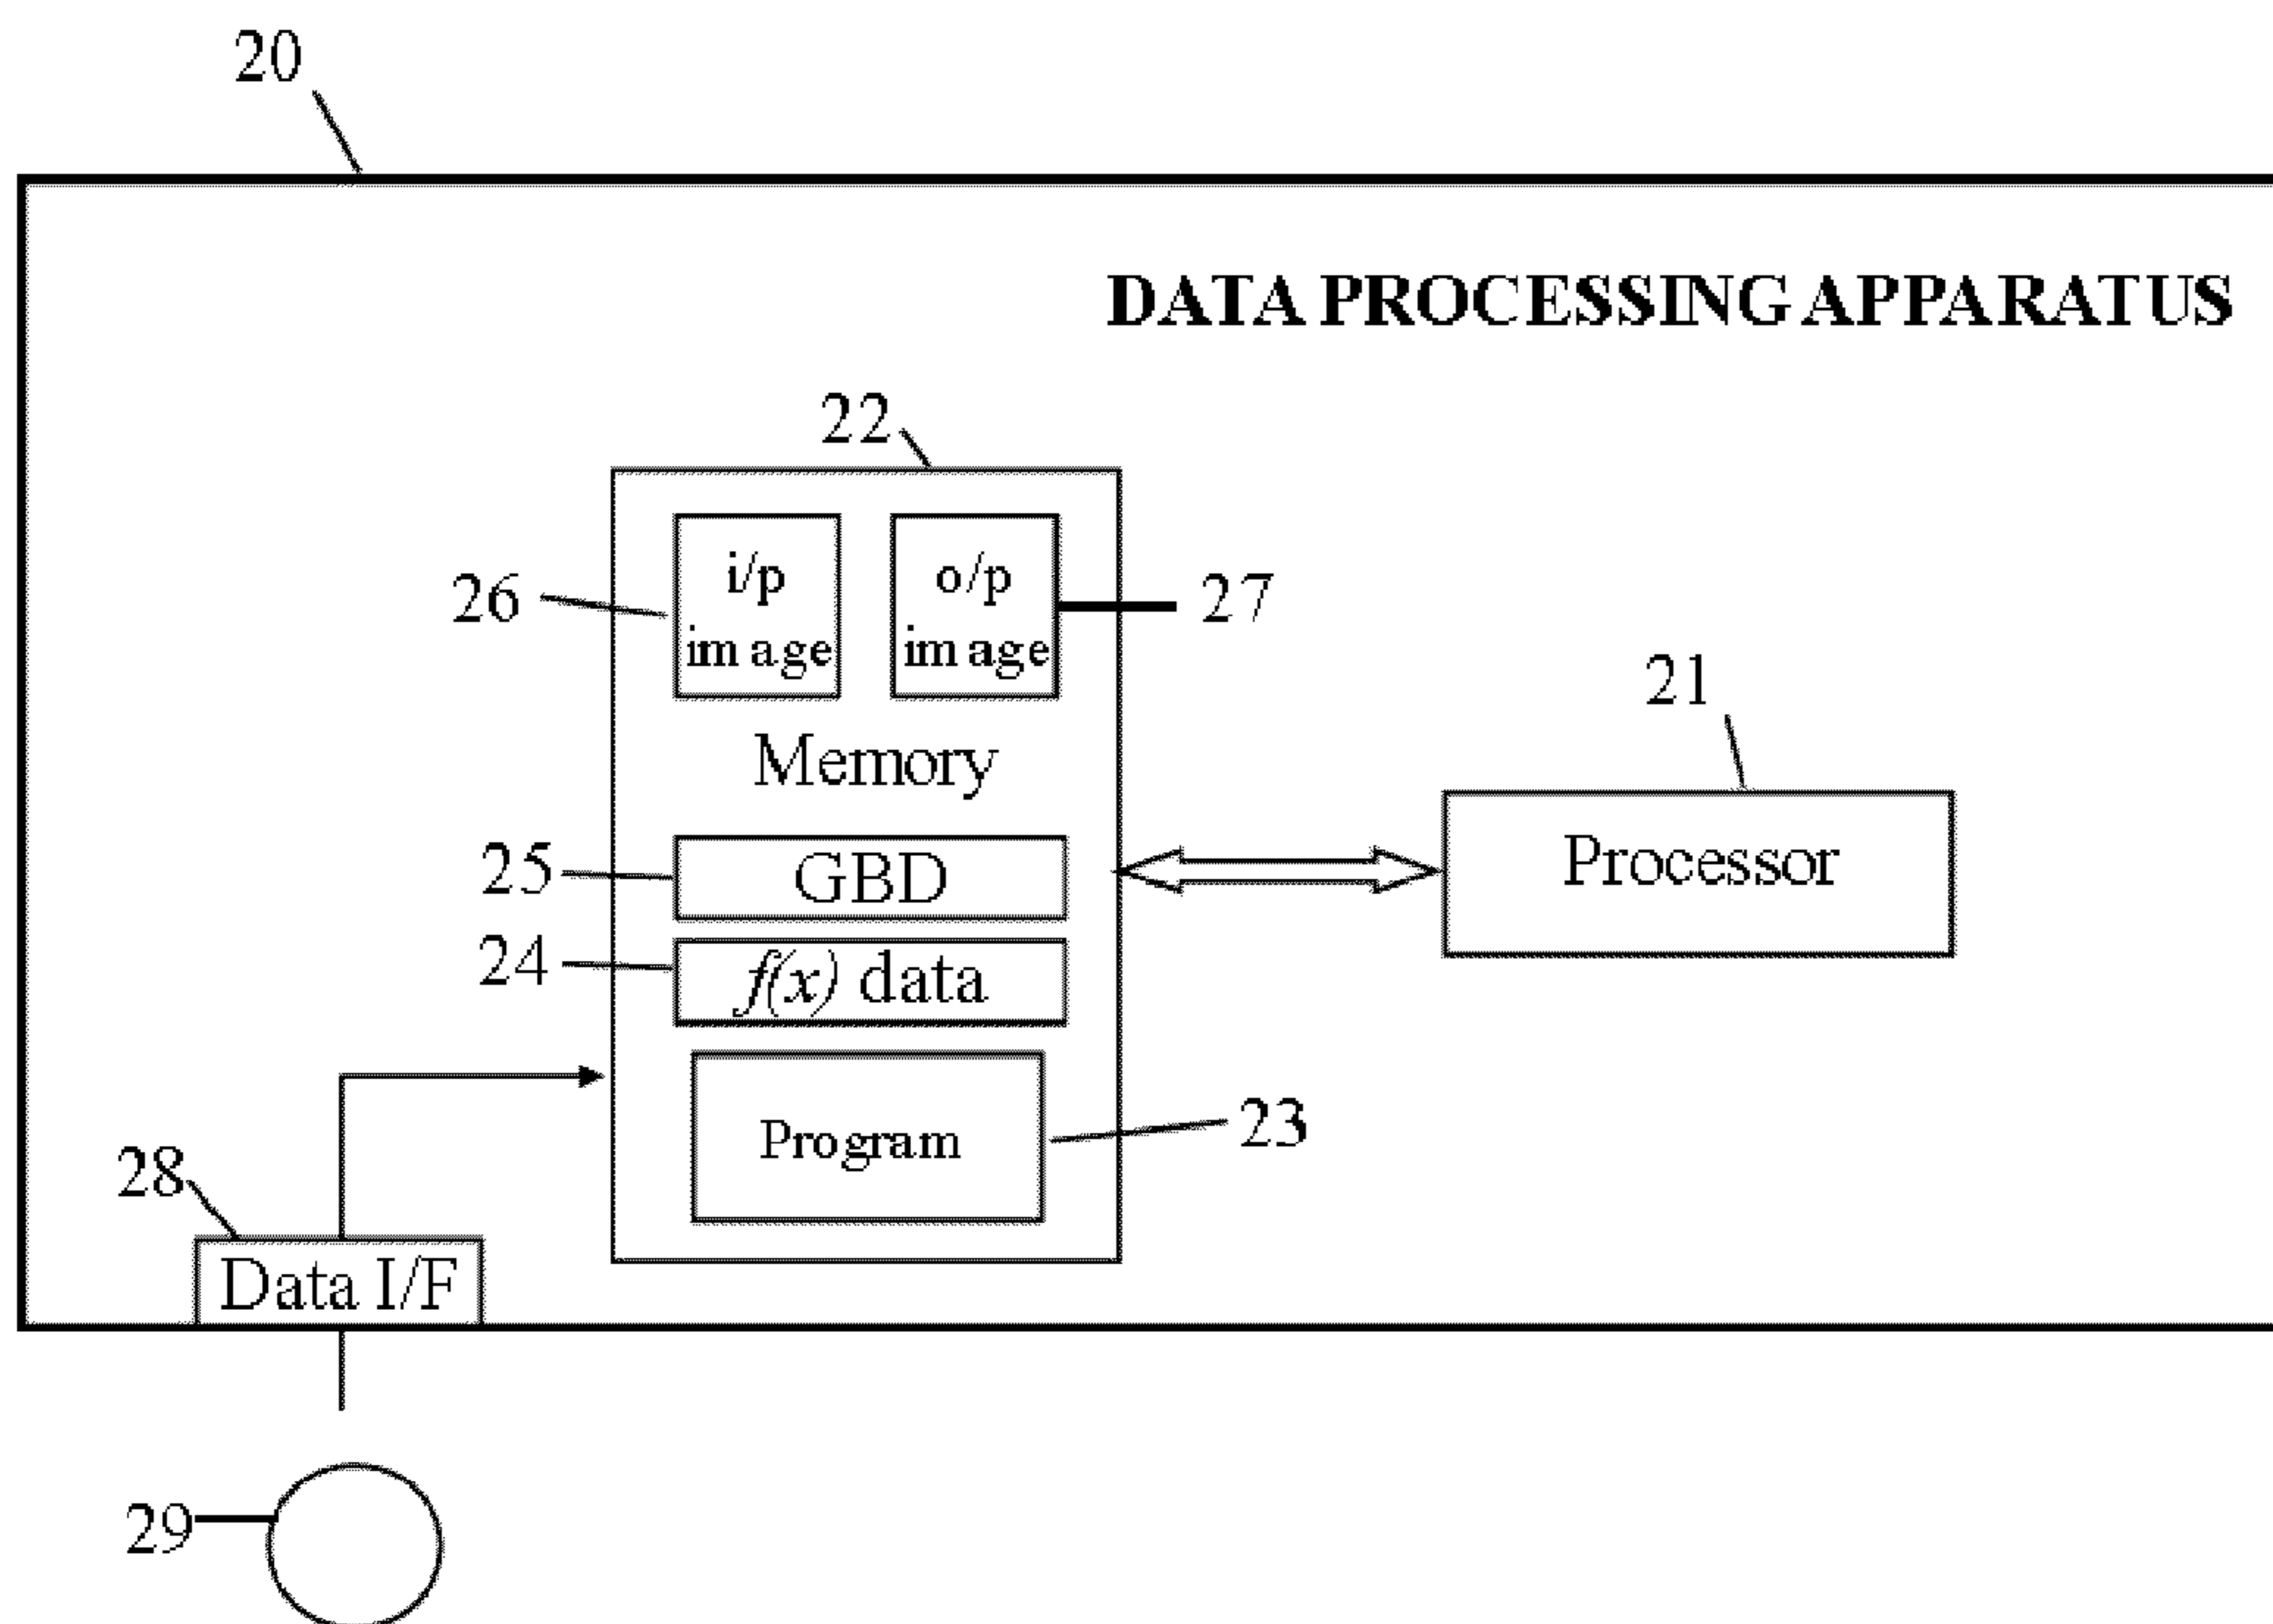 20
DATA PROCESSING APPARATUS
22
i/p
image
o/p
image
26
27
Memory
21
Processor
25
GBD
24
f(x) data
Program
23
28
Data I/F
29